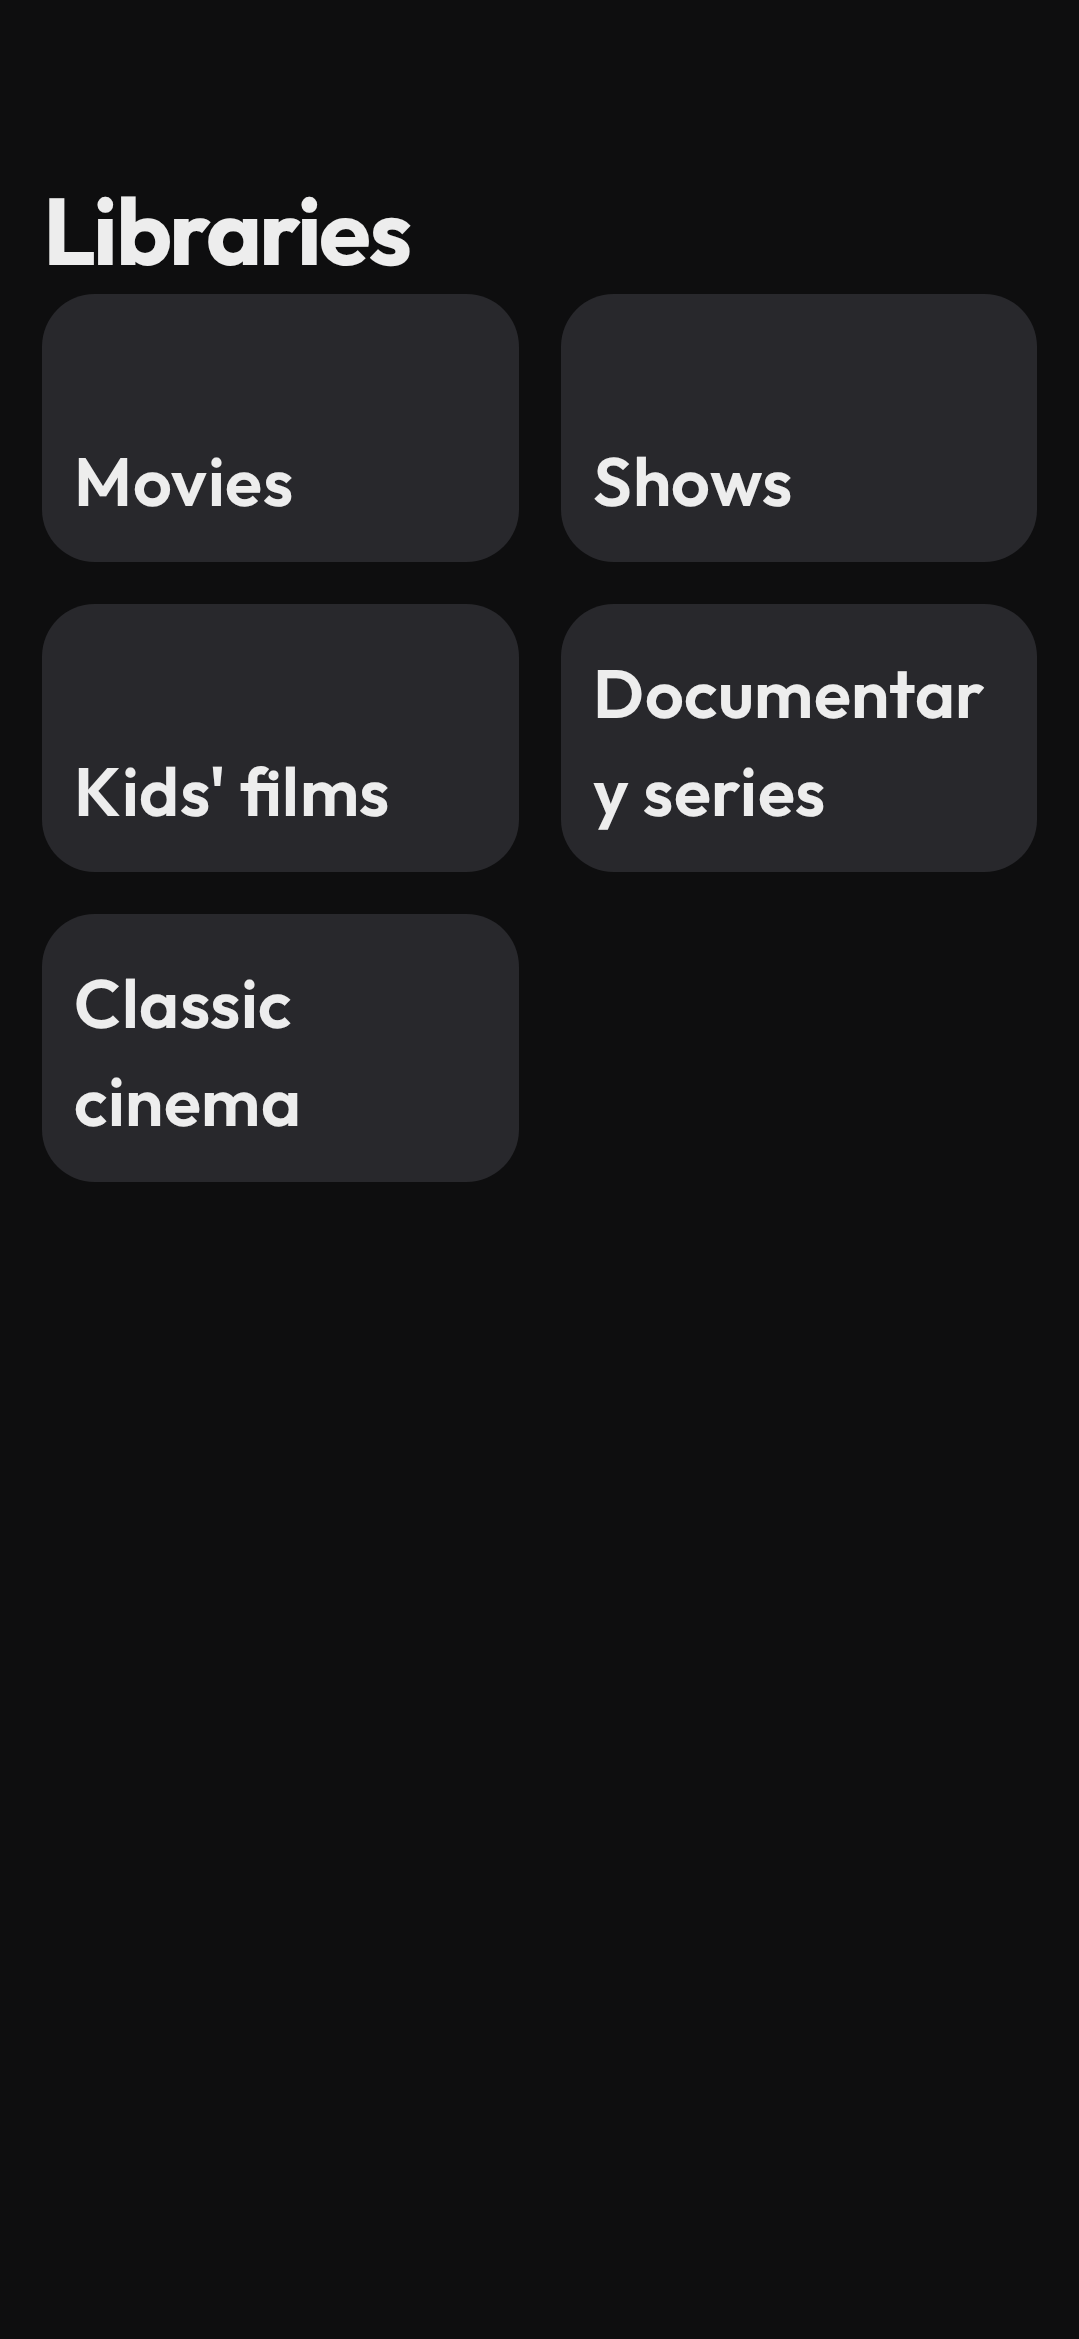 Libraries
Movies
Shows
Kids' films
Documentar
y series
Classic
cinema